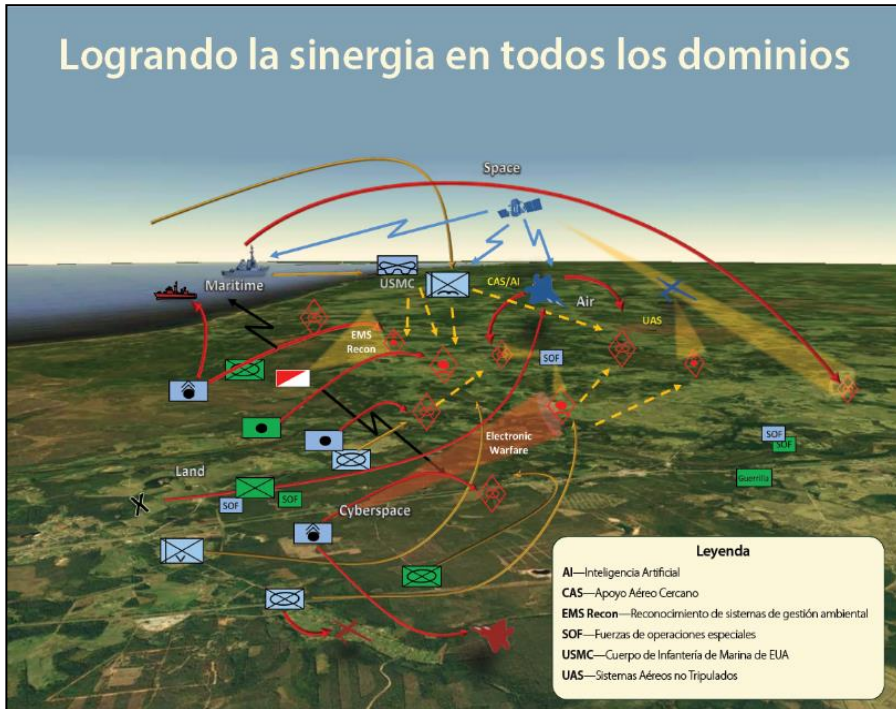 Logrando la sinergia en todos los dominios
Space
Maritime
USMC
CAS/AI
Air
UAS
EMS
Recon
SOF
Electronic
Warfare
SOF
SOF
Guerrilla
Land
SOF
SOF
Cyberspace
Leyenda
AI—Inteligencia Artificial
CAS—Apoyo Aéreo Cercano
EMS Recon—Reconocimiento de sistemas de gestión ambiental
SOF—Fuerzas de operaciones especiales
USMC—Cuerpo de Infantería de Marina de EUA
UAS—Sistemas Aéreos no Tripulados